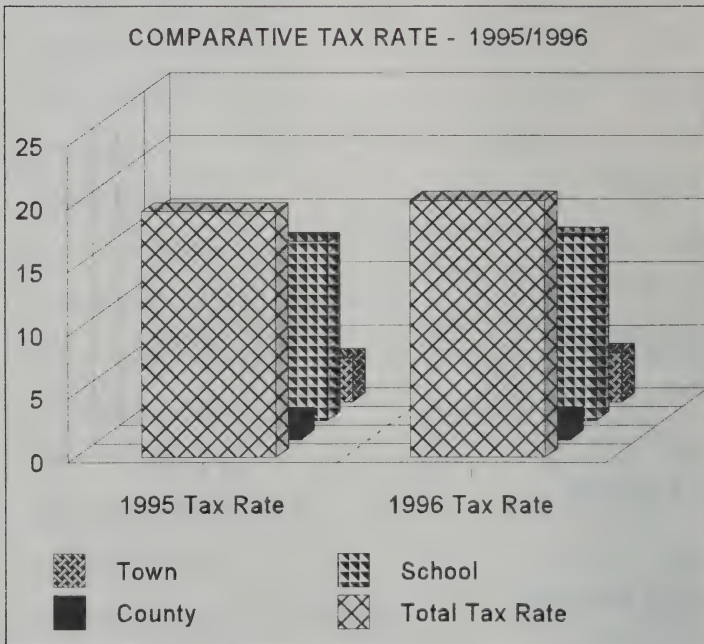 COMPARATIVE TAX RATE - 1995/1996
25
20
15
10
5
0
1995 Tax Rate 1996 Tax Rate
Town School
County Total Tax Rate